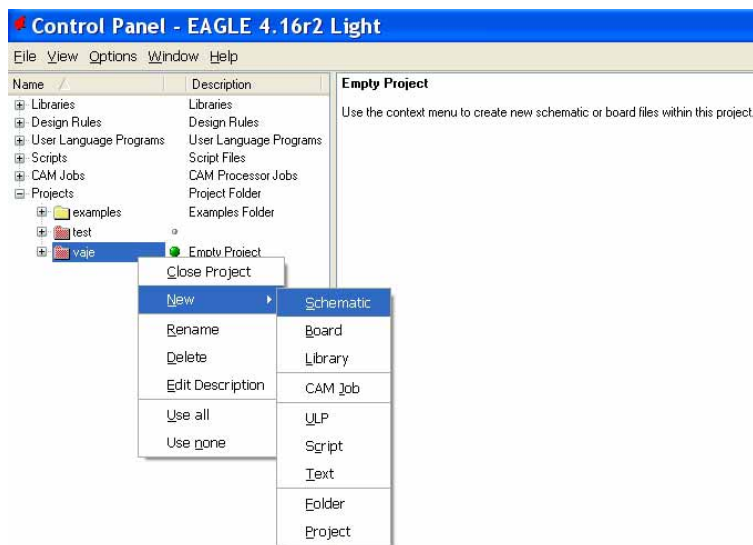 Control Panel - EAGLE 4.16r2 Light
File View Options Window Help
Name Description
Libraries Libraries
Design Rules Design Rules
User Language Programs User Language Programs
Scripts Script Files
CAM Jobs CAM Processor Jobs
Projects Project Folder
examples Examples Folder
test
vaje Empty Project
Empty Project
Use the context menu to create new schematic or board files within this project
Close Project
New
Rename
Delete
Edit Description
Use all
Use none
Schematic
Board
Library
CAM Job
ULP
Script
Text
Folder
Project